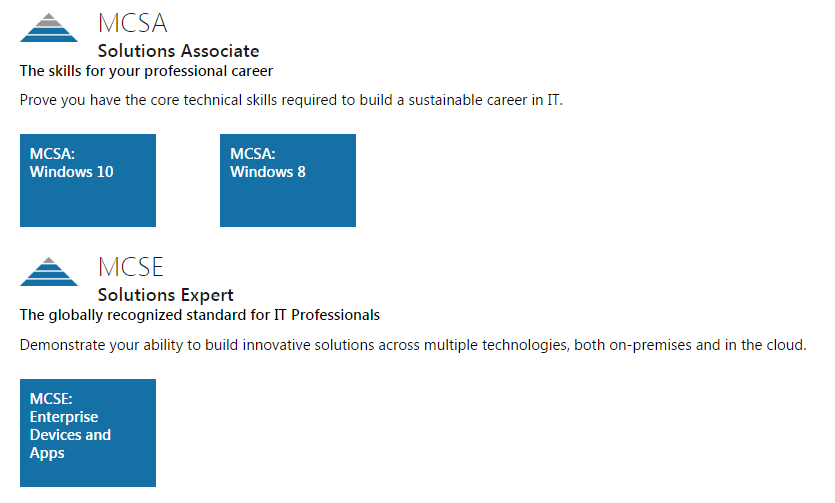 MCSA
Solutions Associate
The skills for your professional career
Prove you have the core technical skills required to build a sustainable career in IT.
MCSA:
Windows 10
MCSA:
Windows 8
MCSE
Solutions Expert
The globally recognized standard for IT Professionals
Demonstrate your ability to build innovative solutions across multiple technologies, both on-premises and in the cloud.
MCSE:
Enterprise
Devices and
Apps